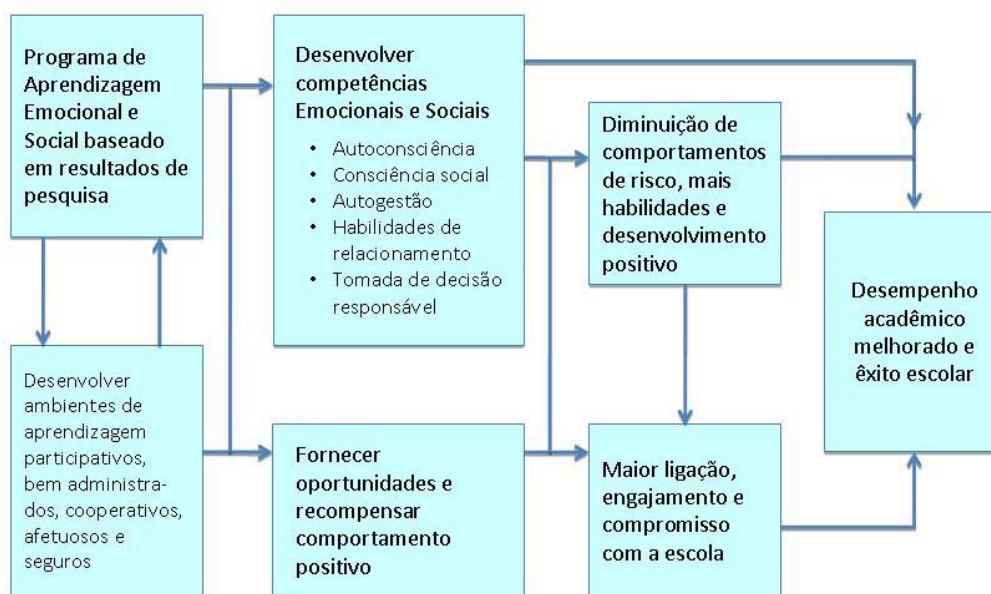 Programa de
Aprendizagem
Emocional e
Social baseado
em resultados de
pesquisa
Desenvolver
competências
Emocionais e Sociais
• Autoconsciência
• Consciência social
• Autogestão
• Habilidades de
relacionamento
• Tomada de decisão
responsável
Diminuição de
comportamentos
de risco, mais
habilidades e
desenvolvimento
positivo
Desempenho
acadêmico
melhorado e
êxito escolar
Desenvolver
ambientes de
aprendizagem
participativos,
bem administra-
dos, cooperativos,
afetuosos e
seguros
Fornecer
oportunidades e
recompensar
comportamento
positivo
Maior ligação,
engajamento e
compromisso
com a escola